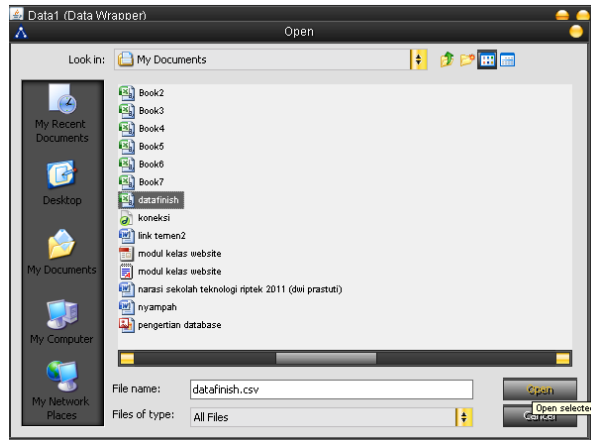 Data1 (Data Wrapper)
Open
Look in:
My Documents
My Recent
Documents
Desktop
My Documents
My Computer
My Network
Places
Book2
Book3
Book4
Book5
Book6
Book7
datafinish
koneksi
link temen2
modul kelas website
modul kelas website
narasi sekolah teknologi riptek 2011 (dwi prastuti)
nyampah
pengertian database
File name:
datafinish.csv
Open
Files of type:
All Files
Open selected
Cancel